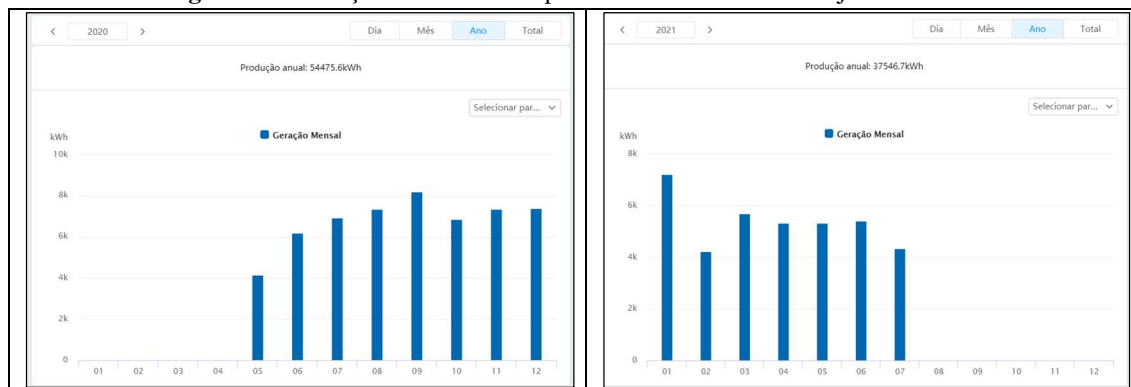 2020
Dia Mês Ano Total
Produção anual: 54475.6kWh
Selecionar par...
kWh
Geração Mensal
10k
8k
6k
4k
2k
0
01 02 03 04 05 06 07 08 09 10 11 12
2021
Dia Mês Ano Total
Produção anual: 37546.7kWh
Selecionar par...
kWh
Geração Mensal
8k
6k
4k
2k
0
01 02 03 04 05 06 07 08 09 10 11 12